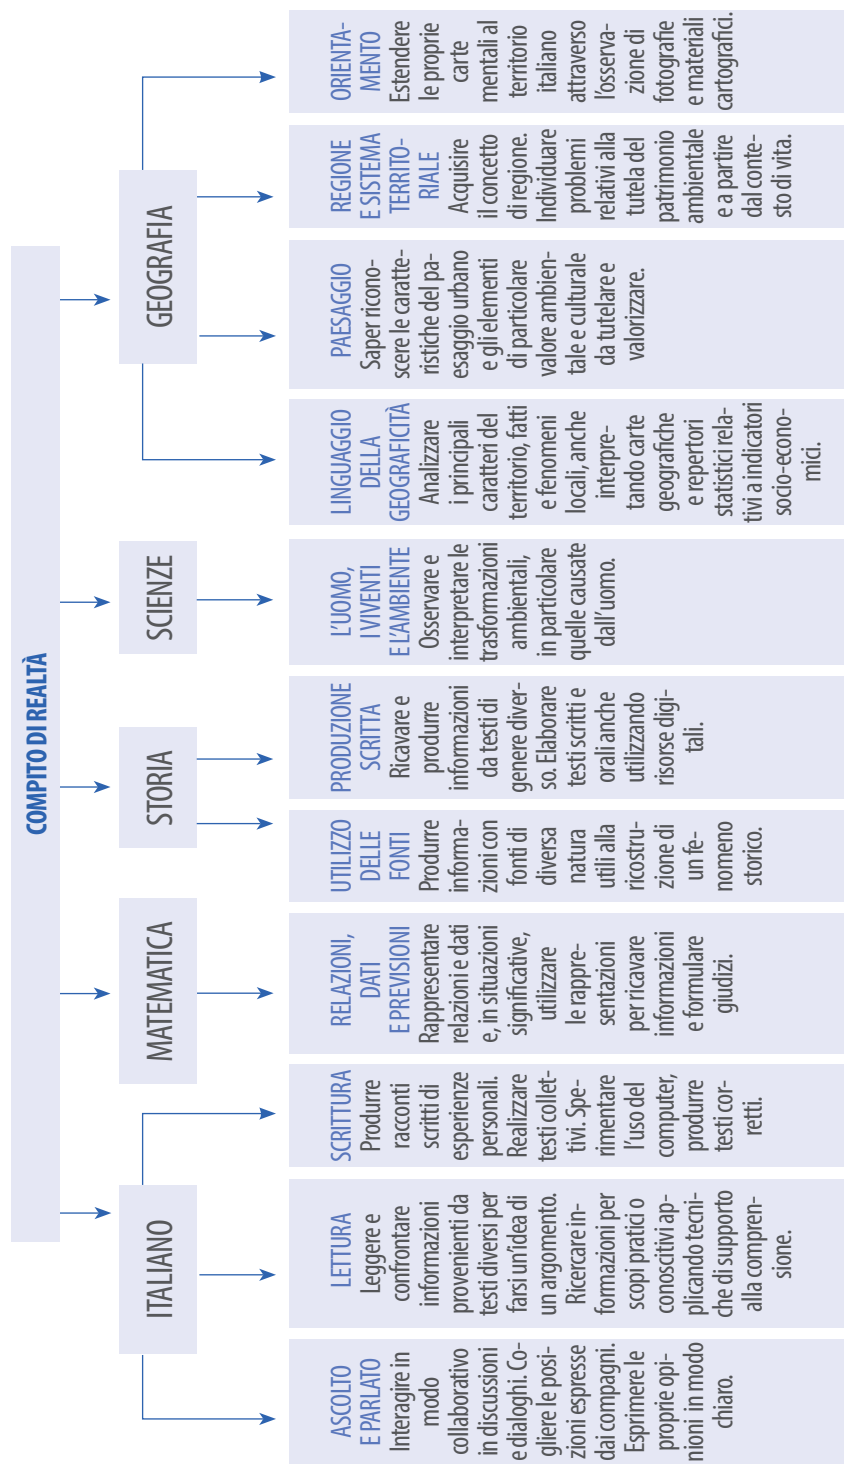 COMPITO DI REALTÀ
ITALIANO
MATEMATICA
STORIA
SCIENZE
GEOGRAFIA
ASCOLTO
E PARLATO
Interagire in
modo
collaborativo
in discussioni
e dialoghi. Co-
gliere le posi-
zioni espresse
dai compagni.
Esprimere le
proprie opi-
nioni in modo
chiaro.
LETTURA
Leggere e
confrontare
informazioni
provenienti da
testi diversi per
farsi un'idea di
un argomento.
Ricercare in-
formazioni per
scopi pratici o
conoscitivi ap-
plicando tecni-
che di supporto
alla compren-
sione.
SCRITTURA
Produrre
racconti
scritti di
esperienze
personali.
Realizzare
testi collet-
tivi. Spe-
rimentare
l'uso del
computer,
produrre
testi cor-
retti.
RELAZIONI,
DATI
E PREVISIONI
Rappresentare
relazioni e dati
e, in situazioni
significative,
utilizzare
le rappre-
sentazioni
per ricavare
informazioni
e formulare
giudizi.
UTILIZZO
DELLE
FONTI
Produrre
informa-
zioni con
fonti di
diversa
natura
utili alla
ricostru-
zione di
un fe-
nomeno
storico.
PRODUZIONE
SCRITTA
Ricavare e
produrre
informazioni
da testi di
genere diver-
so. Elaborare
testi scritti e
orali anche
utilizzando
risorse digi-
tali.
L'UOMO,
I VIVENTI
E L'AMBIENTE
Osservare e
interpretare le
trasformazioni
ambientali,
in particolare
quelle causate
dall'uomo.
LINGUAGGIO
DELLA
GEOGRAFICITÀ
Analizzare
i principali
caratteri del
territorio, fatti
e fenomeni
locali, anche
interpre-
tando carte
geografiche
e repertori
statistici rela-
tivi a indicatori
socio-econo-
mici.
PAESAGGIO
Saper ricono-
scere le caratte-
ristiche del pa-
esaggio urbano
e gli elementi
di particolare
valore ambien-
tale e culturale
da tutelare e
valorizzare.
REGIONE
E SISTEMA
TERRITO-
RIALE
Acquisire
il concetto
di regione.
Individuare
problemi
relativi alla
tutela del
patrimonio
ambientale
e a partire
dal conte-
sto di vita.
ORIENTA-
MENTO
Estendere
le proprie
carte
mentali al
territorio
italiano
attraverso
l'osserva-
zione di
fotografie
e materiali
cartografici.